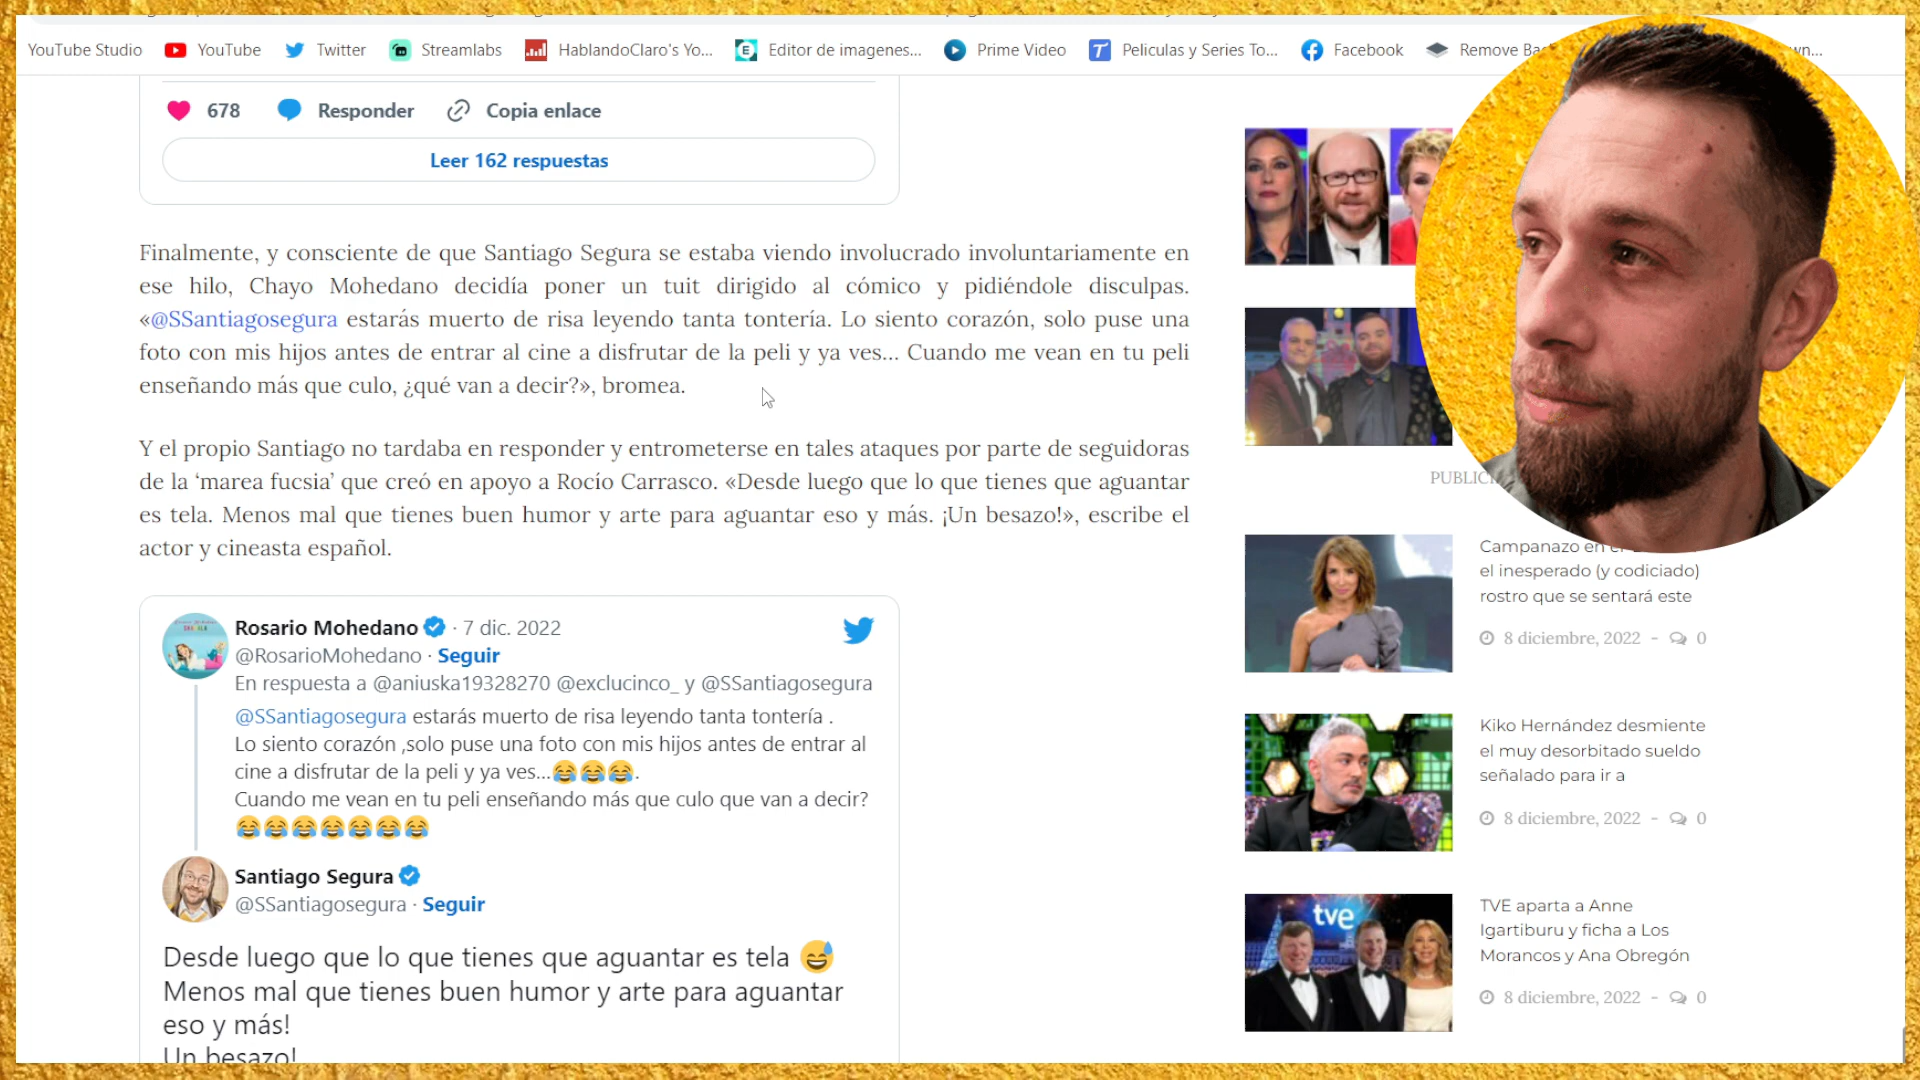 YouTube Studio YouTube Twitter Streamlabs HablandoClaro's Yo... Editor de imagenes... Prime Video Peliculas y Series To... Facebook Remove wn...
678 Responder Copia enlace
Leer 162 respuestas
Finalmente, y consciente de que Santiago Segura se estaba viendo involucrado involuntariamente en
ese hilo, Chayo Mohedano decidía poner un tuit dirigido al cómico y pidiéndole disculpas.
«@SSantiagosegura estarás muerto de risa leyendo tanta tontería. Lo siento corazón, solo puse una
foto con mis hijos antes de entrar al cine a disfrutar de la peli y ya ves... Cuando me vean en tu peli
enseñando más que culo, ¿qué van a decir?», bromea.
Y el propio Santiago no tardaba en responder y entrometerse en tales ataques por parte de seguidoras
de la ‘marea fucsia’ que creó en apoyo a Rocío Carrasco. «Desde luego que lo que tienes que aguantar
es tela. Menos mal que tienes buen humor y arte para aguantar eso y más. ¡Un besazo!», escribe el
actor y cineasta español.
Rosario Mohedano · 7 dic. 2022
@RosarioMohedano · Seguir
En respuesta a @aniuska19328270 @exclucinco_ y @SSantiagosegura
@SSantiagosegura estarás muerto de risa leyendo tanta tontería .
Lo siento corazón ,solo puse una foto con mis hijos antes de entrar al
cine a disfrutar de la peli y ya ves...😂😂😂.
Cuando me vean en tu peli enseñando más que culo que van a decir?
😂😂😂😂😂😂😂
Santiago Segura
@SSantiagosegura · Seguir
Desde luego que lo que tienes que aguantar es tela 😅
Menos mal que tienes buen humor y arte para aguantar
eso y más!
Un besazo!
PUBLICI
Campanazo en
el inesperado (y codiciado)
rostro que se sentará este
8 diciembre, 2022 - 0
Kiko Hernández desmiente
el muy desorbitado sueldo
señalado para ir a
8 diciembre, 2022 - 0
tve
TVE aparta a Anne
Igartiburu y ficha a Los
Morancos y Ana Obregón
8 diciembre, 2022 - 0